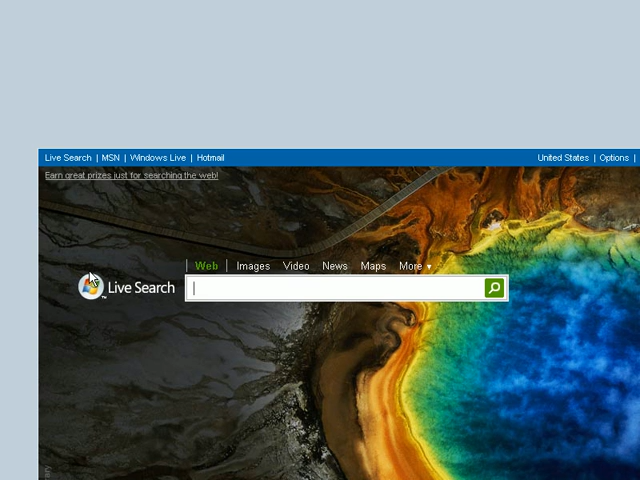 Live Search | MSN | Windows Live | Hotmail United States | Options |
Earn great prizes just for searching the web!
| Web | Images Video News Maps More ▼
Live Search